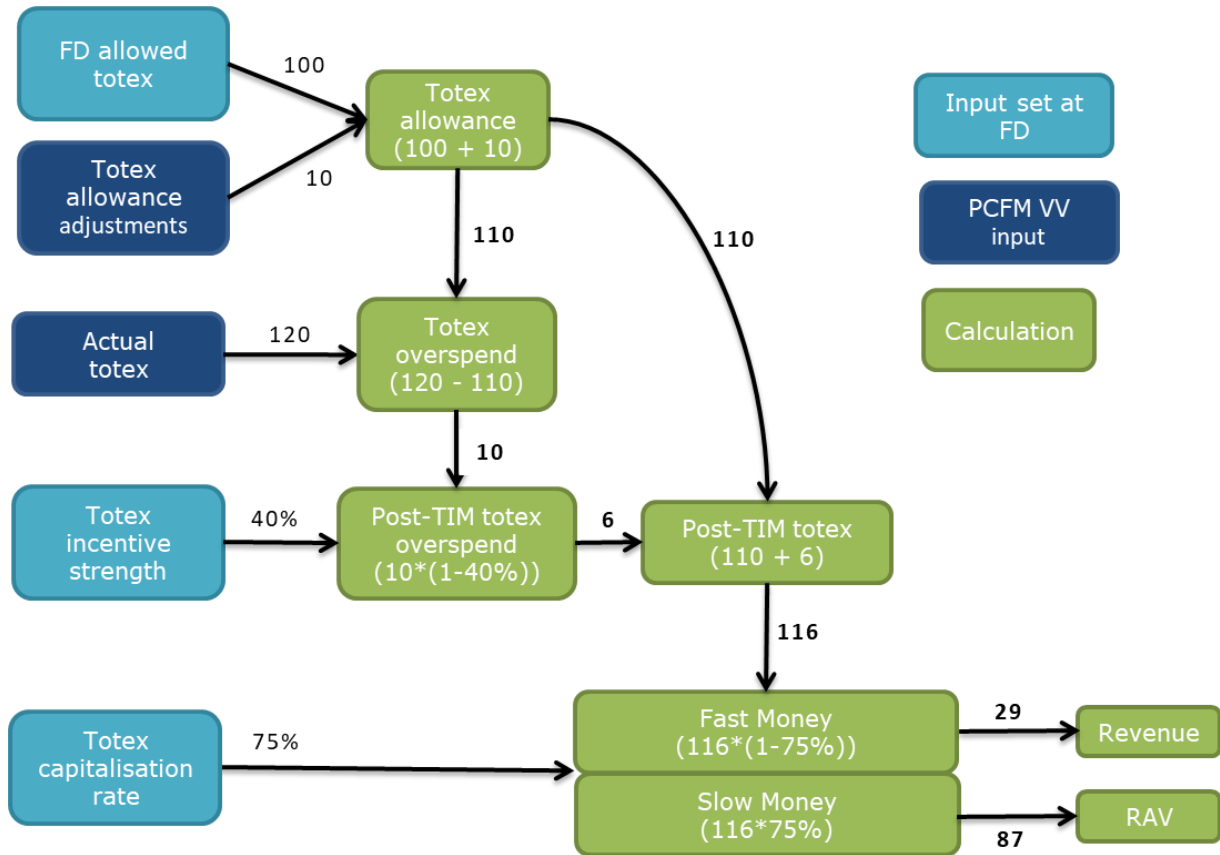 FD allowed
totex
100
Totex
allowance
(100 + 10)
Input set at
FD
Totex
allowance
adjustments
10
PCFM VV
input
110
110
Actual
totex
120
Totex
overspend
(120 - 110)
Calculation
10
Totex
incentive
strength
40%
Post-TIM totex
overspend
(10*(1-40%))
6
Post-TIM totex
(110 + 6)
116
Totex
capitalisation
rate
75%
Fast Money
(116*(1-75%))
29
Revenue
Slow Money
(116*75%)
87
RAV